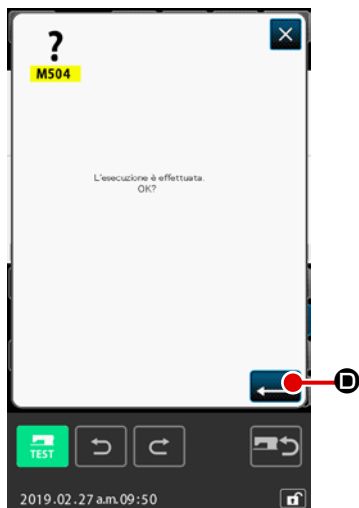 ?
M504
L'esecuzione è effettuata.
OK?
D
TEST
2019.02.27 a.m.09:50